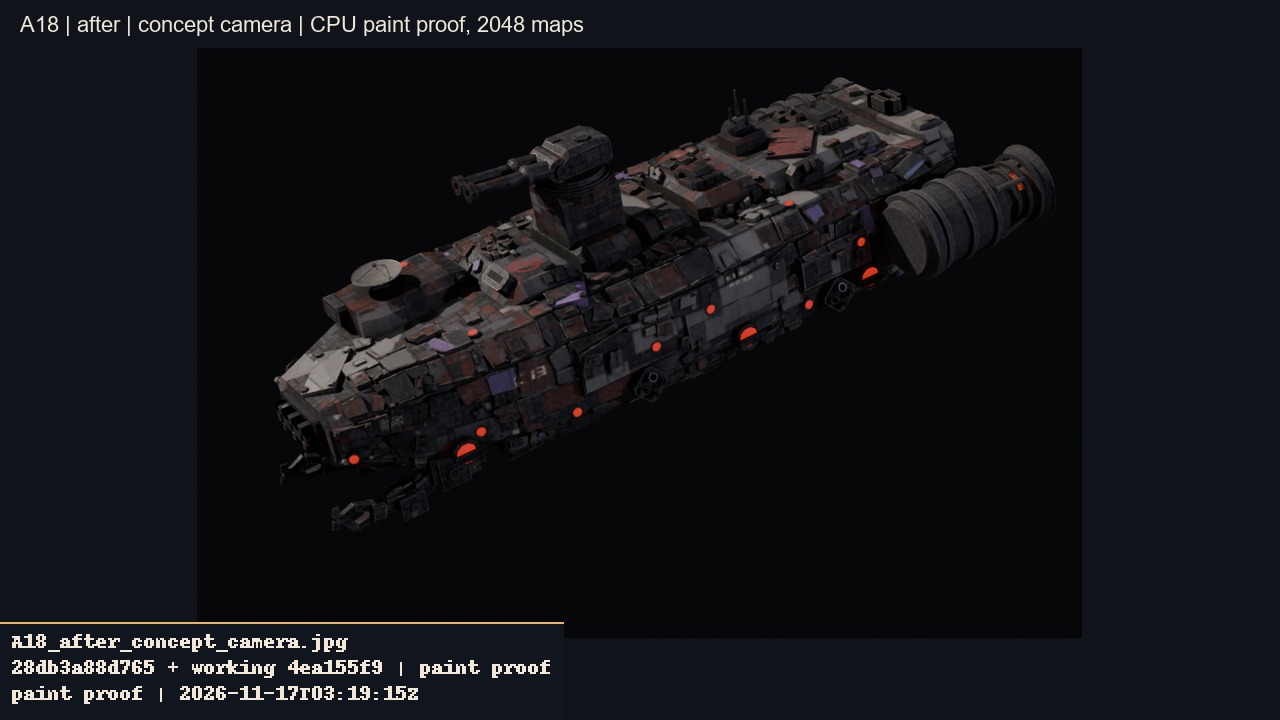 A18 | after | concept camera | CPU paint proof, 2048 maps
13
A18_after_concept_camera.jpg
28db3a88d765 + working 4ea155f9 | paint proof
paint proof | 2026-11-17T03:19:15Z